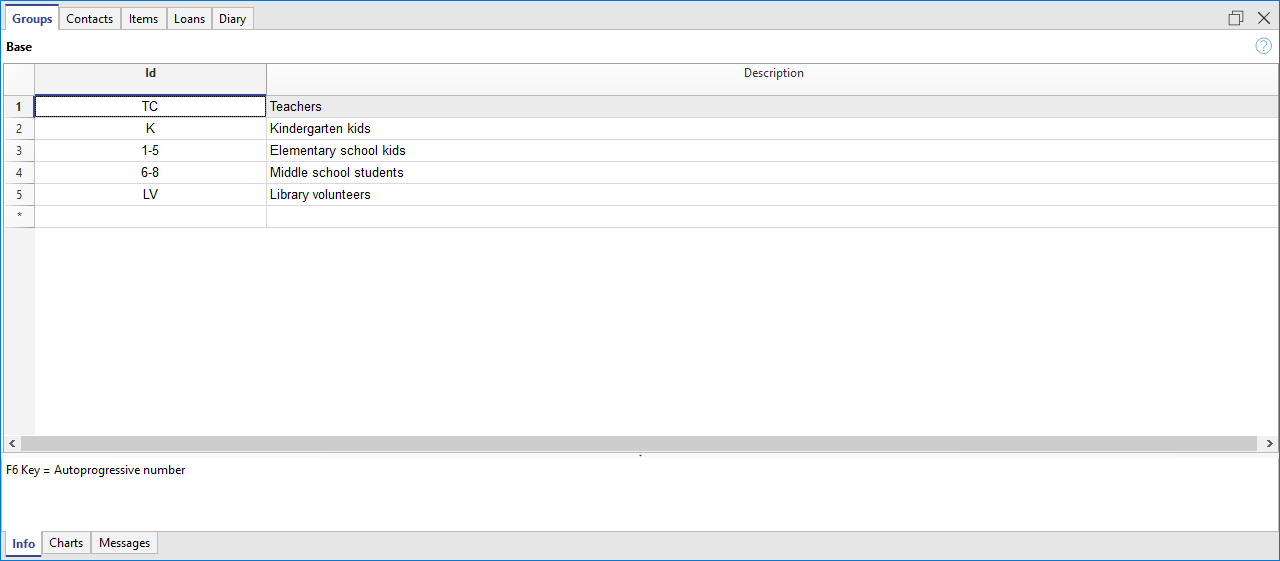 Groups Contacts Items Loans Diary
Base ?
Id Description
1 TC Teachers
2 K Kindergarten kids
3 1-5 Elementary school kids
4 6-8 Middle school students
5 LV Library volunteers
*
F6 Key = Autoprogressive number
Info Charts Messages